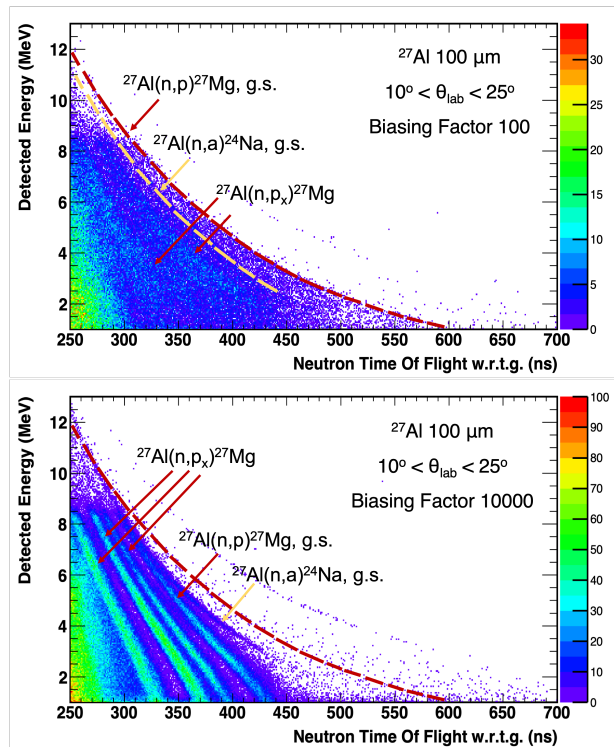 ²⁷Al 100 μm
10° < θlab < 25°
Biasing Factor 100
²⁷Al(n,p)²⁷Mg, g.s.
²⁷Al(n,a)²⁴Na, g.s.
²⁷Al(n,pₓ)²⁷Mg
Detected Energy (MeV)
12
10
8
6
4
2
250 300 350 400 450 500 550 600 650 700
Neutron Time Of Flight w.r.t.g. (ns)
30
25
20
15
10
5
0
²⁷Al 100 μm
10° < θlab < 25°
Biasing Factor 10000
²⁷Al(n,pₓ)²⁷Mg
²⁷Al(n,p)²⁷Mg, g.s.
²⁷Al(n,a)²⁴Na, g.s.
Detected Energy (MeV)
12
10
8
6
4
2
250 300 350 400 450 500 550 600 650 700
Neutron Time Of Flight w.r.t.g. (ns)
100
90
80
70
60
50
40
30
20
10
0